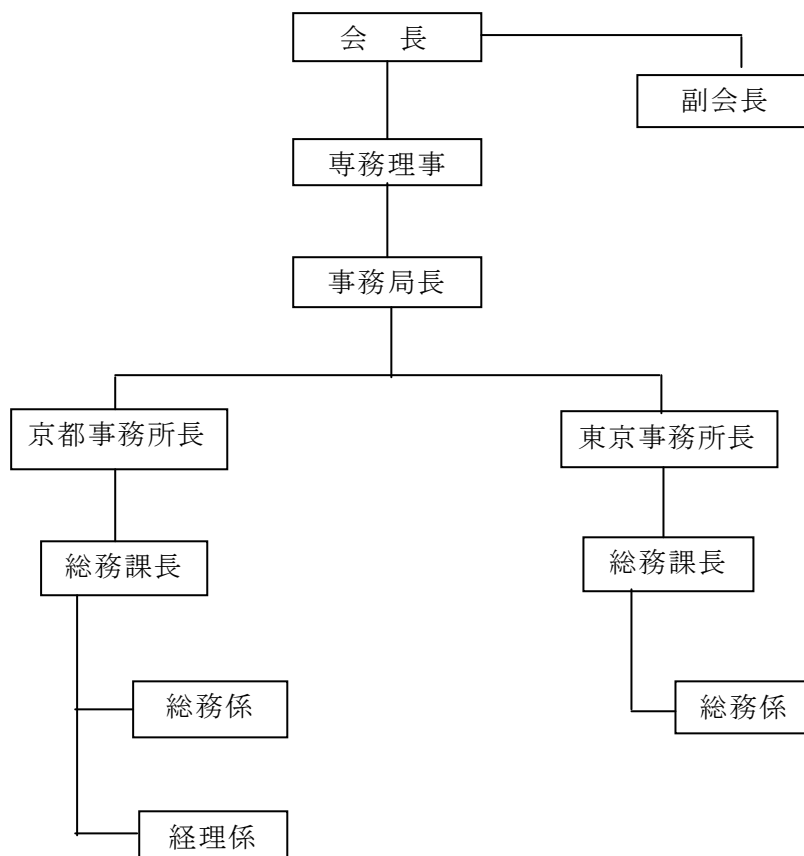 会　長
副会長
専務理事
事務局長
京都事務所長
東京事務所長
総務課長
総務課長
総務係
総務係
経理係